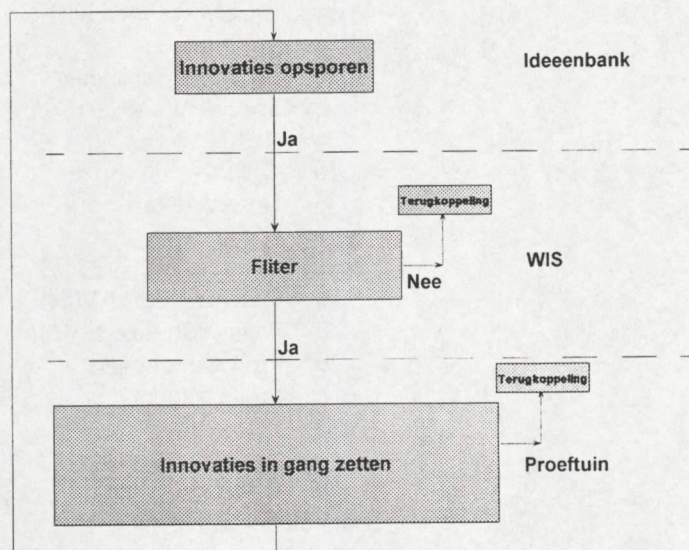 Innovaties opsporen
Ideeenbank
Ja
Terugkoppeling
Fliter
WIS
Nee
Ja
Terugkoppeling
Innovaties in gang zetten
Proeftuin